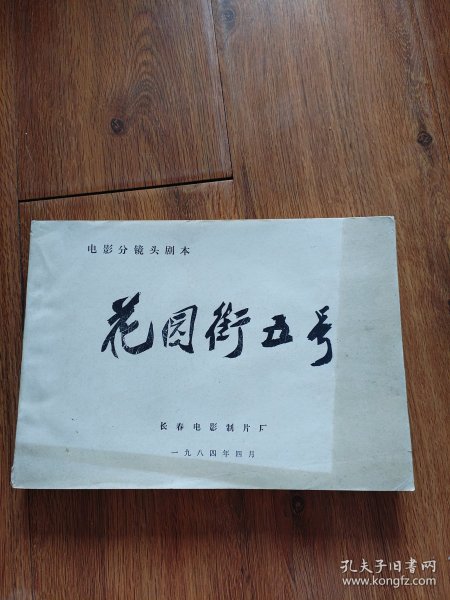 电影分镜头剧本
花园街五号
长春电影制片厂
一九八四年四月
孔夫子旧书网
www.kongfz.com